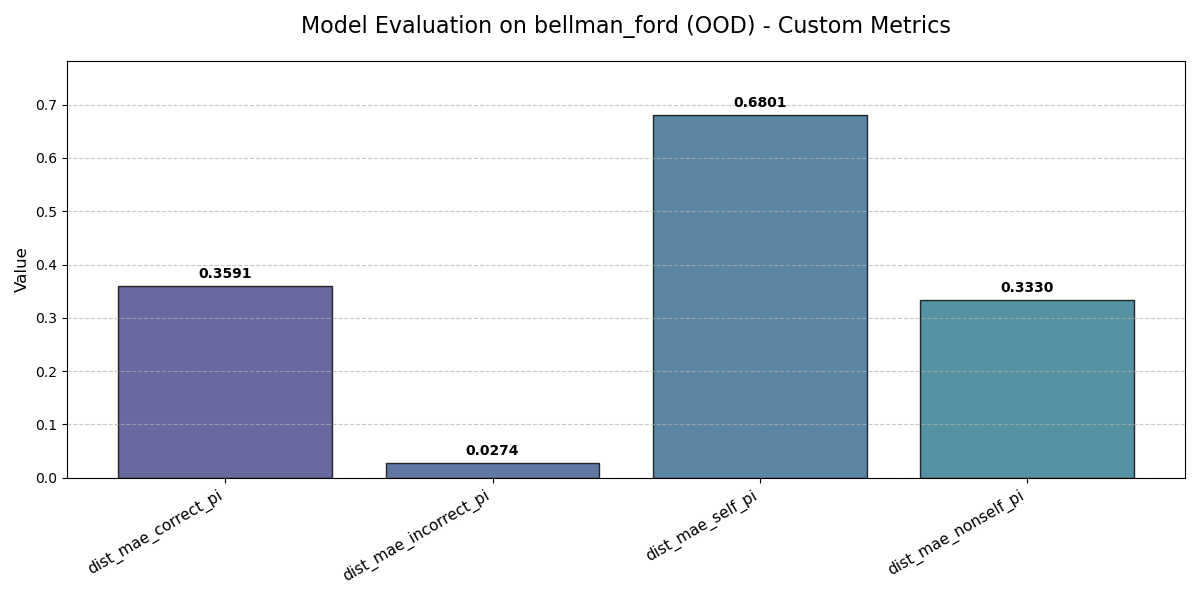 Model Evaluation on bellman_ford (OOD) - Custom Metrics
Value
0.7
0.6
0.5
0.4
0.3
0.2
0.1
0.0
0.3591
0.0274
0.6801
0.3330
dist_mae_correct_pi
dist_mae_incorrect_pi
dist_mae_self_pi
dist_mae_nonself_pi